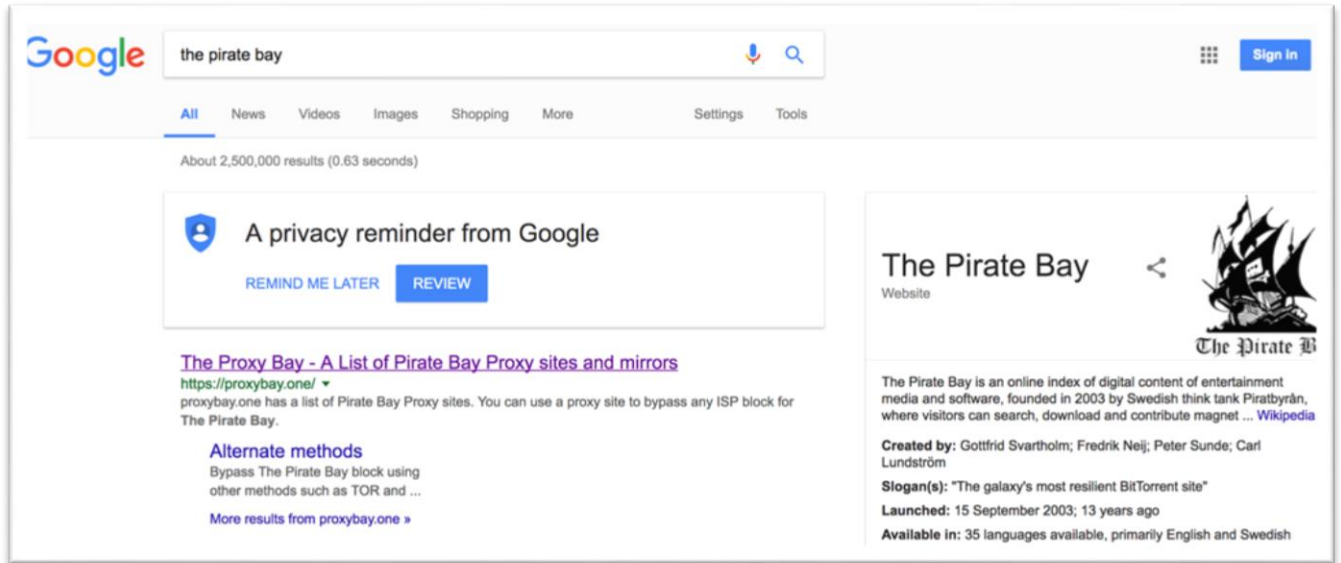 Google
the pirate bay
Sign in
All News Videos Images Shopping More Settings Tools
About 2,500,000 results (0.63 seconds)
A privacy reminder from Google
REMIND ME LATER REVIEW
The Proxy Bay - A List of Pirate Bay Proxy sites and mirrors
https://proxybay.one/
proxybay.one has a list of Pirate Bay Proxy sites. You can use a proxy site to bypass any ISP block for
The Pirate Bay.
Alternate methods
Bypass The Pirate Bay block using
other methods such as TOR and ...
More results from proxybay.one »
The Pirate Bay
Website
The Pirate B
The Pirate Bay is an online index of digital content of entertainment
media and software, founded in 2003 by Swedish think tank Piratbyrån,
where visitors can search, download and contribute magnet ... Wikipedia
Created by: Gottfrid Svartholm; Fredrik Neij; Peter Sunde; Carl
Lundström
Slogan(s): "The galaxy's most resilient BitTorrent site"
Launched: 15 September 2003; 13 years ago
Available in: 35 languages available, primarily English and Swedish